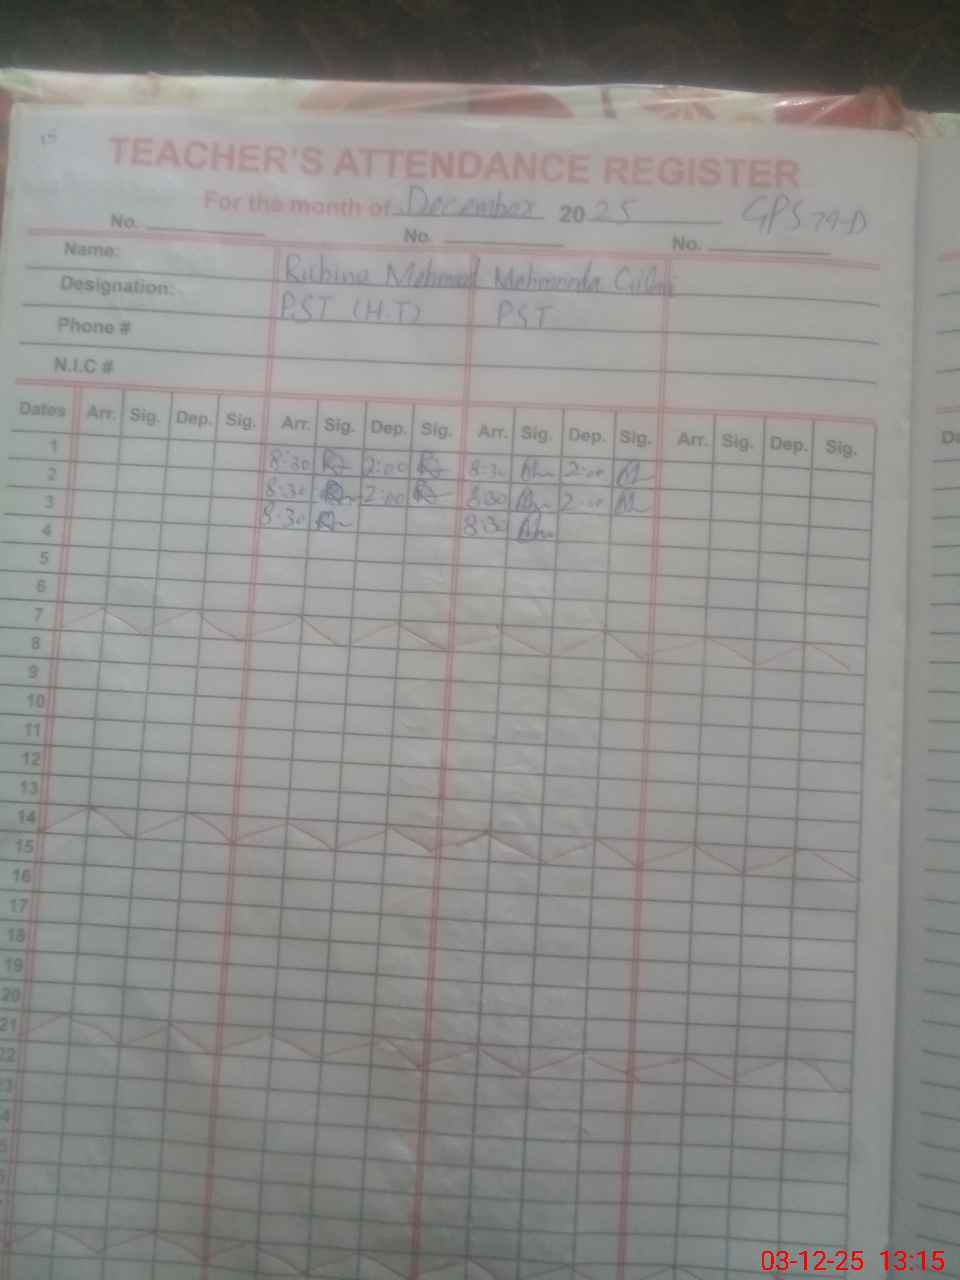 TEACHER'S ATTENDANCE REGISTER
For the month of December 2025 GPS 79-D
No. No. No.
Name: Mehmood Mehmooda
Designation: PST (H.T) PST
Phone #
N.I.C #
Dates Arr. Sig. Dep. Sig. Arr. Sig. Dep. Sig. Arr. Sig. Dep. Sig. Arr. Sig. Dep. Sig.
1 8:30 2:00 8:30 2:00
2 8:30 2:00 8:30 2:00
3 8:30 8:30
4
5
6
7
8
9
10
11
12
13
14
15
16
17
18
19
20
21
22
03-12-25 13:15